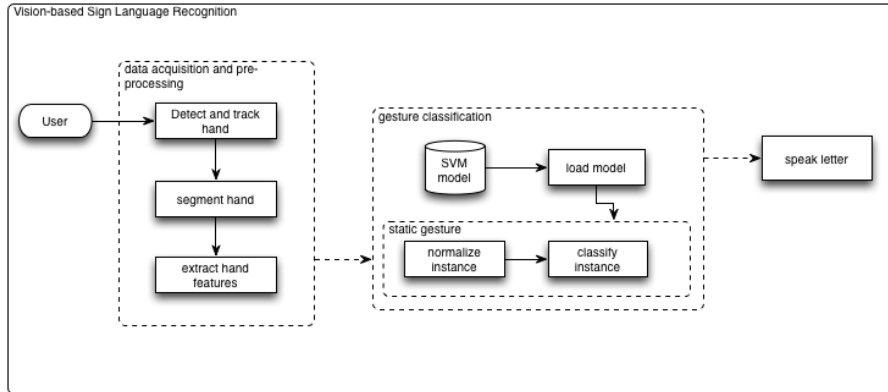 Vision-based Sign Language Recognition
data acquisition and pre-
processing
User
Detect and track
hand
segment hand
extract hand
features
gesture classification
SVM
model
load model
static gesture
normalize
instance
classify
instance
speak letter